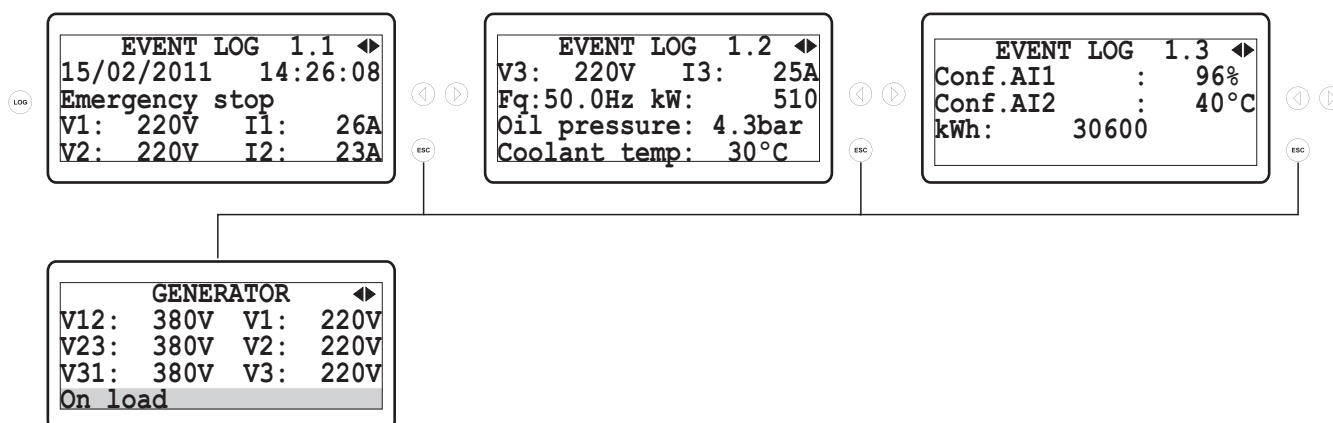 LOG
EVENT LOG 1.1
15/02/2011 14:26:08
Emergency stop
V1: 220V I1: 26A
V2: 220V I2: 23A
ESC
EVENT LOG 1.2
V3: 220V I3: 25A
Fq:50.0Hz kW: 510
Oil pressure: 4.3bar
Coolant temp: 30°C
ESC
EVENT LOG 1.3
Conf.AI1 : 96%
Conf.AI2 : 40°C
kWh: 30600
ESC
GENERATOR
V12: 380V V1: 220V
V23: 380V V2: 220V
V31: 380V V3: 220V
On load